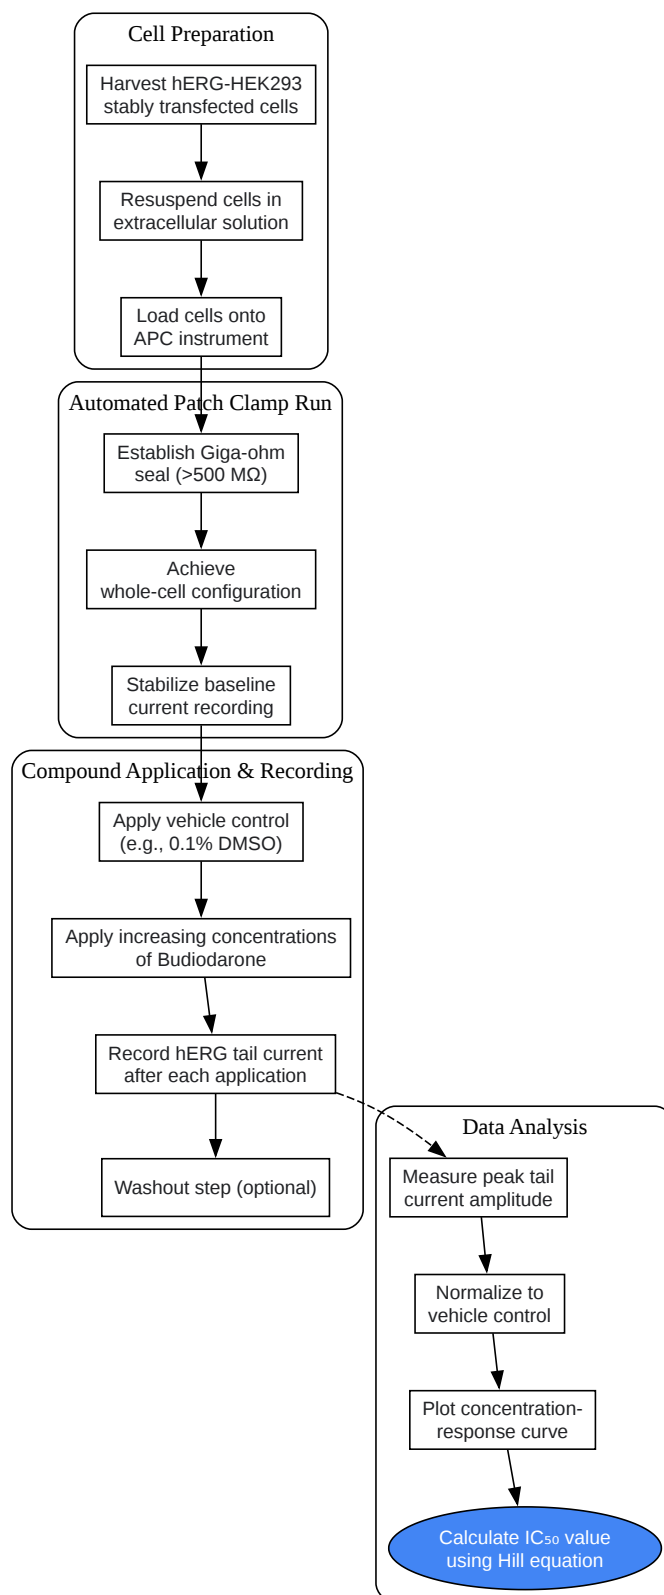 Cell Preparation
Harvest hERG-HEK293
stably transfected cells
Resuspend cells in
extracellular solution
Load cells onto
APC instrument
Automated Patch Clamp Run
Establish Giga-ohm
seal (>500 MΩ)
Achieve
whole-cell configuration
Stabilize baseline
current recording
Compound Application & Recording
Apply vehicle control
(e.g., 0.1% DMSO)
Apply increasing concentrations
of Budiodarone
Record hERG tail current
after each application
Washout step (optional)
Data Analysis
Measure peak tail
current amplitude
Normalize to
vehicle control
Plot concentration-
response curve
Calculate IC₅₀ value
using Hill equation